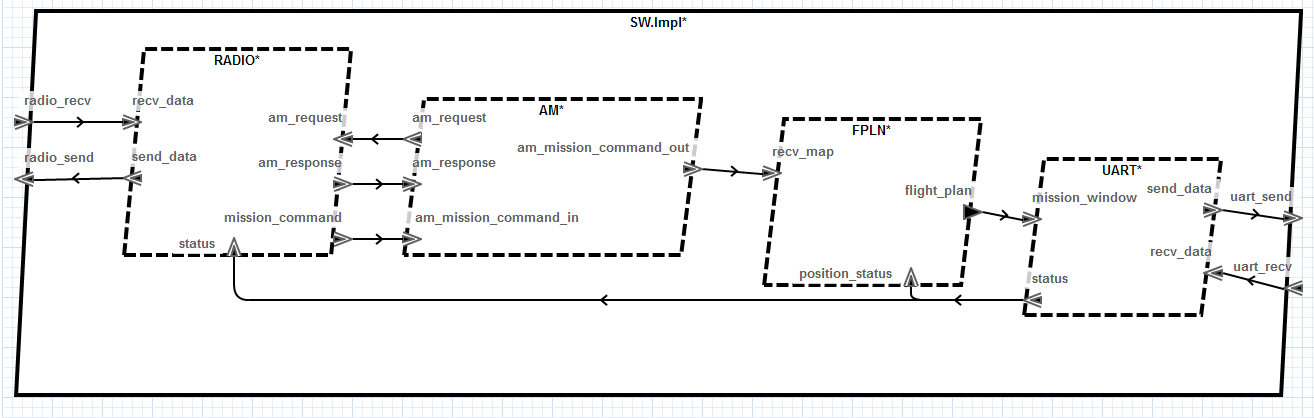 SW.Impl*
RADIO*
radio_recv
recv_data
radio_send
send_data
am_request
am_response
mission_command
status
AM*
am_request
am_response
am_mission_command_in
am_mission_command_out
FPLN*
recv_map
flight_plan
position_status
UART*
mission_window
send_data
recv_data
status
uart_send
uart_recv